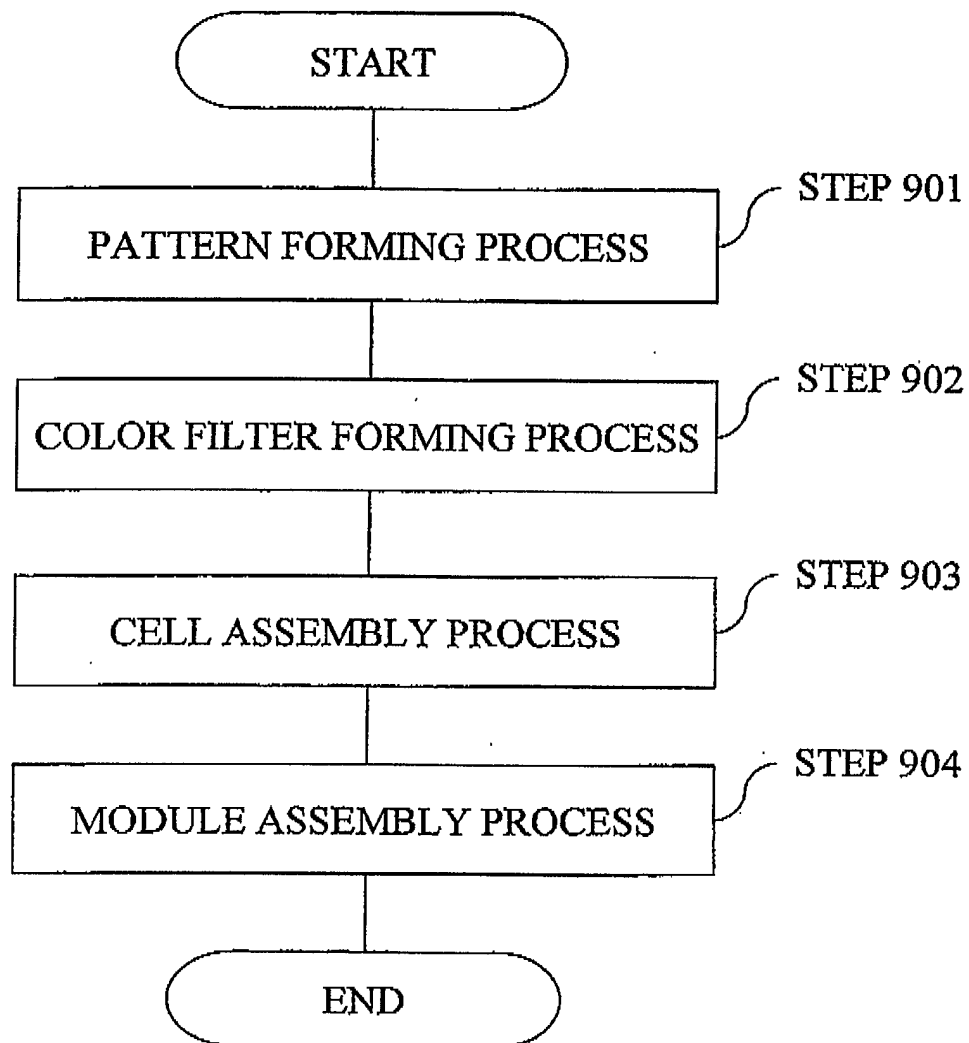 START
STEP 901
PATTERN FORMING PROCESS
STEP 902
COLOR FILTER FORMING PROCESS
STEP 903
CELL ASSEMBLY PROCESS
STEP 904
MODULE ASSEMBLY PROCESS
END